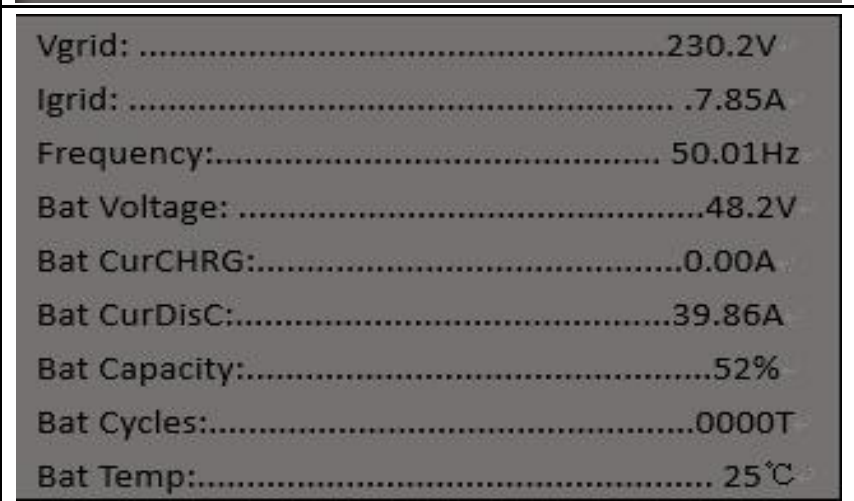 Vgrid: .....................................................230.2V
Igrid: ....................................................... .7.85A
Frequency:............................................. 50.01Hz
Bat Voltage: ...............................................48.2V
Bat CurCHRG:...........................................0.00A
Bat CurDisC:............................................39.86A
Bat Capacity:...............................................52%
Bat Cycles:.................................................0000T
Bat Temp:.................................................... 25℃